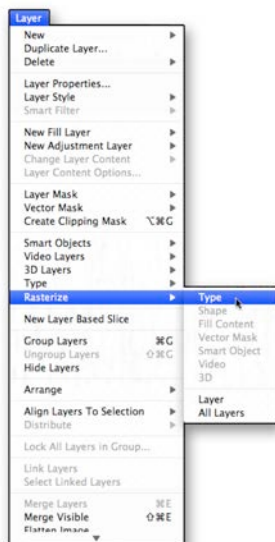 Layer
New
Duplicate Layer...
Delete
Layer Properties...
Layer Style
Smart Filter
New Fill Layer
New Adjustment Layer
Change Layer Content
Layer Content Options...
Layer Mask
Vector Mask
Create Clipping Mask ⌥⌘G
Smart Objects
Video Layers
3D Layers
Type
Rasterize
New Layer Based Slice
Group Layers ⌘G
Ungroup Layers ⇧⌘G
Hide Layers
Arrange
Align Layers To Selection
Distribute
Lock All Layers in Group...
Link Layers
Select Linked Layers
Merge Layers ⌘E
Merge Visible ⇧⌘E
Flatten Image
Type
Shape
Fill Content
Vector Mask
Smart Object
Video
3D
Layer
All Layers